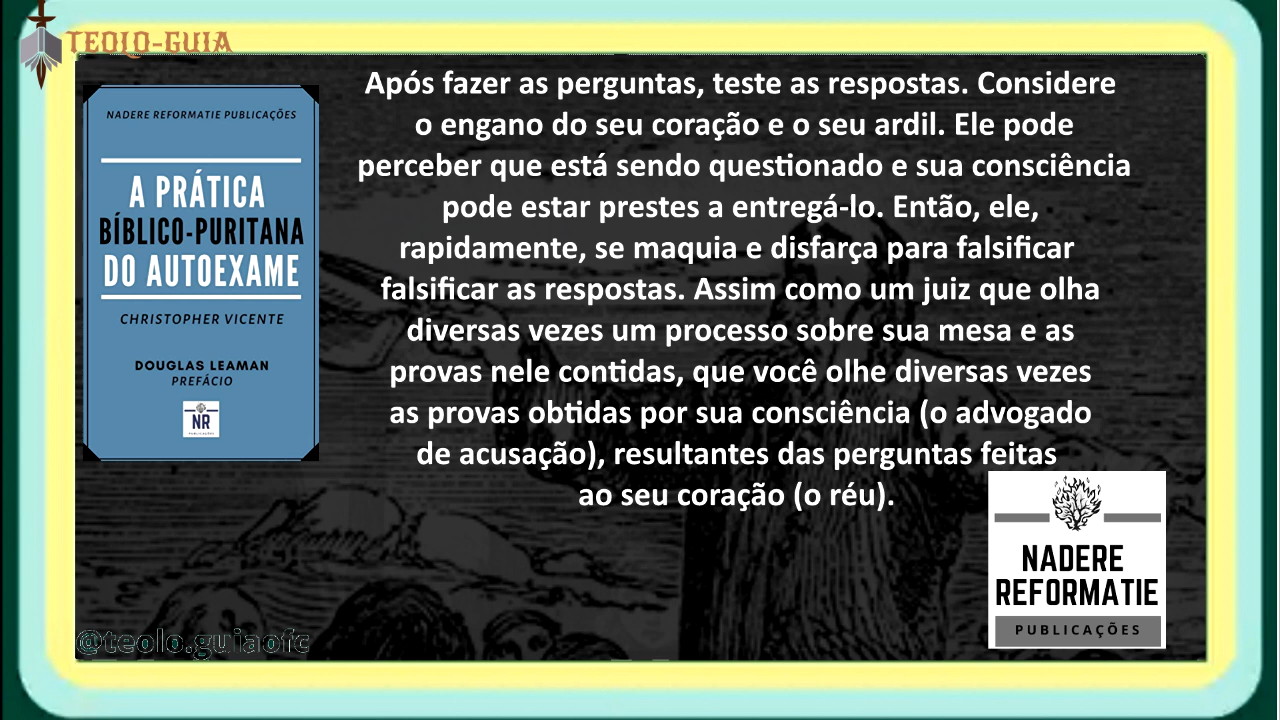 TEOLO-GUIA
NADERE REFORMATIE PUBLICAÇÕES
A PRÁTICA
BÍBLICO-PURITANA
DO AUTOEXAME
CHRISTOPHER VICENTE
DOUGLAS LEAMAN
PREFÁCIO
NR
PUBLICAÇÕES
Após fazer as perguntas, teste as respostas. Considere
o engano do seu coração e o seu ardil. Ele pode
perceber que está sendo questionado e sua consciência
pode estar prestes a entregá-lo. Então, ele,
rapidamente, se maquia e disfarça para falsificar
falsificar as respostas. Assim como um juiz que olha
diversas vezes um processo sobre sua mesa e as
provas nele contidas, que você olhe diversas vezes
as provas obtidas por sua consciência (o advogado
de acusação), resultantes das perguntas feitas
ao seu coração (o réu).
NADERE
REFORMATIE
PUBLICAÇÕES
@teolo.guiaofc